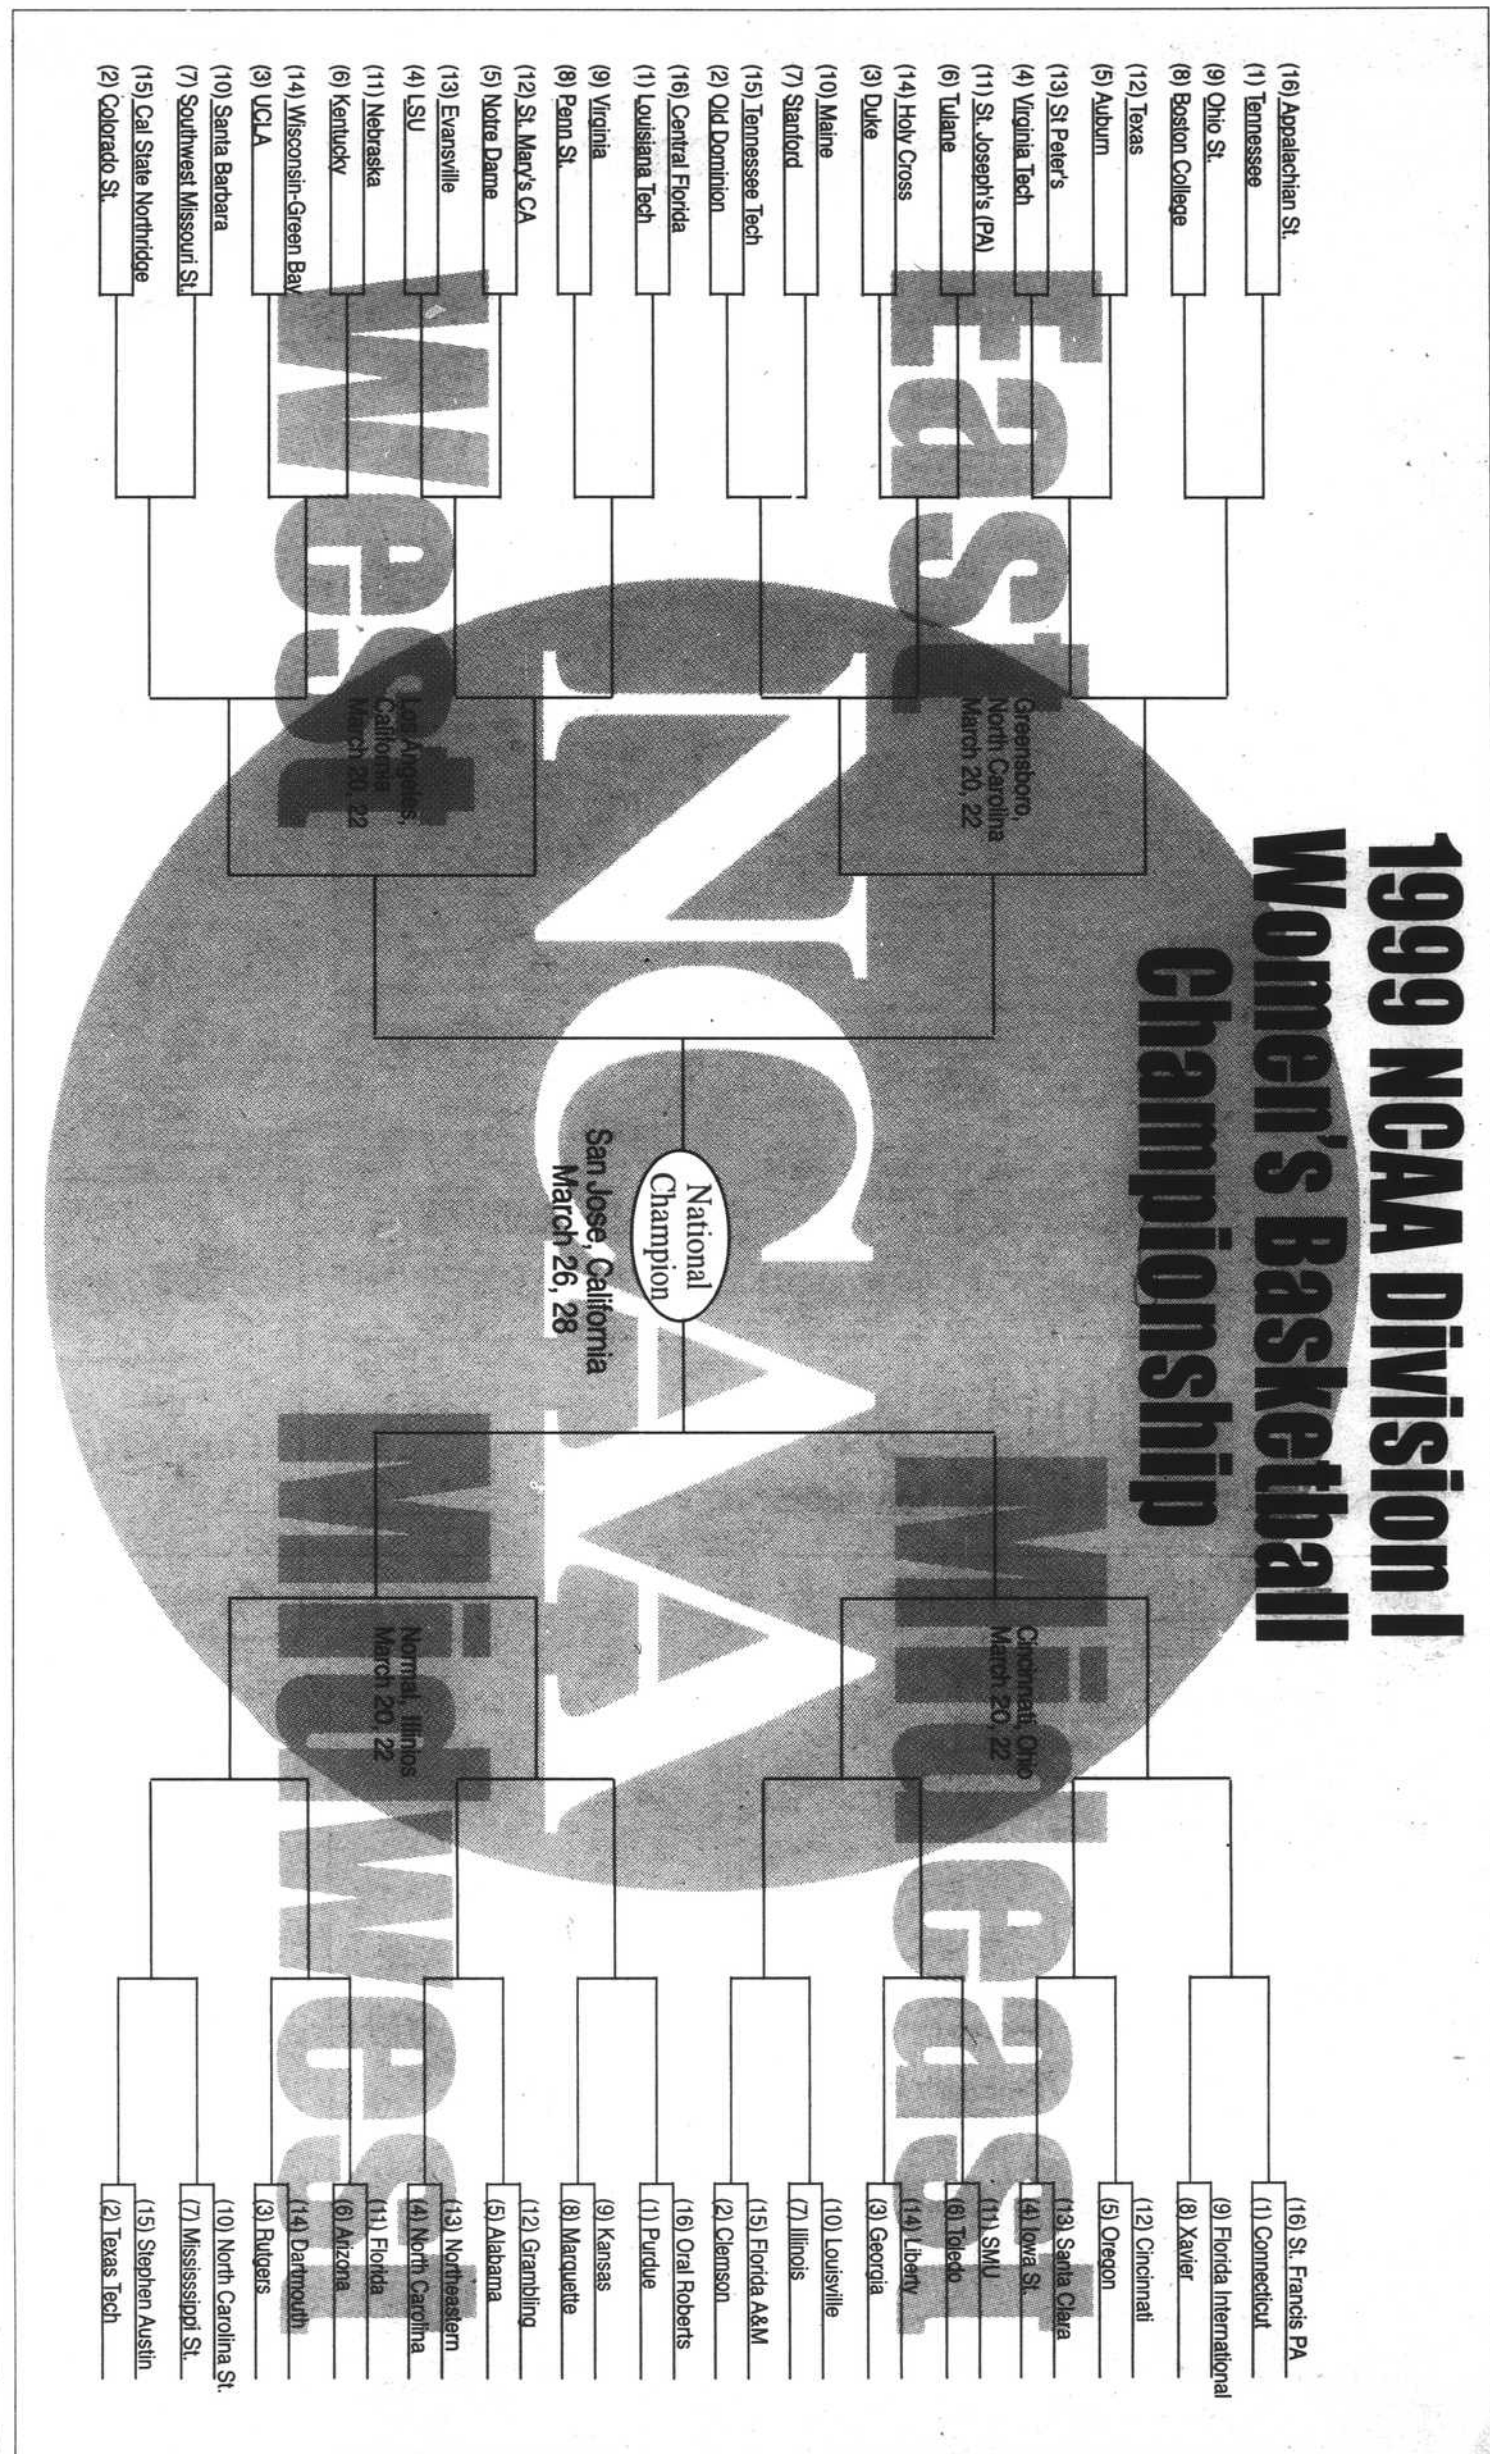 1999 NCAA Division I
Women's Basketball
Championship
East
(16) Appalachian St.
(1) Tennessee
(9) Ohio St.
(8) Boston College
(12) Texas
(5) Auburn
(13) St Peter's
(4) Virginia Tech
(11) St. Joseph's (PA)
(6) Tulane
(14) Holy Cross
(3) Duke
(10) Maine
(7) Stanford
(15) Tennessee Tech
(2) Old Dominion
Greensboro,
North Carolina
March 20, 22
West
(16) Central Florida
(1) Louisiana Tech
(9) Virginia
(8) Penn St.
(12) St. Mary's CA
(5) Notre Dame
(13) Evansville
(4) LSU
(11) Nebraska
(6) Kentucky
(14) Wisconsin-Green Bay
(3) UCLA
(10) Santa Barbara
(7) Southwest Missouri St.
(15) Cal State Northridge
(2) Colorado St.
Los Angeles,
California
March 20, 22
NCAA
National
Champion
San Jose, California
March 26, 28
Mideast
Cincinnati, Ohio
March 20, 22
(16) St. Francis PA
(1) Connecticut
(9) Florida International
(8) Xavier
(12) Cincinnati
(5) Oregon
(13) Santa Clara
(4) Iowa St.
(11) SMU
(6) Toledo
(14) Liberty
(3) Georgia
(10) Louisville
(7) Illinois
(15) Florida A&M
(2) Clemson
Midwest
Normal, Illinios
March 20, 22
(16) Oral Roberts
(1) Purdue
(9) Kansas
(8) Marquette
(12) Grambling
(5) Alabama
(13) Northeastern
(4) North Carolina
(11) Florida
(6) Arizona
(14) Dartmouth
(3) Rutgers
(10) North Carolina St.
(7) Mississippi St.
(15) Stephen Austin
(2) Texas Tech